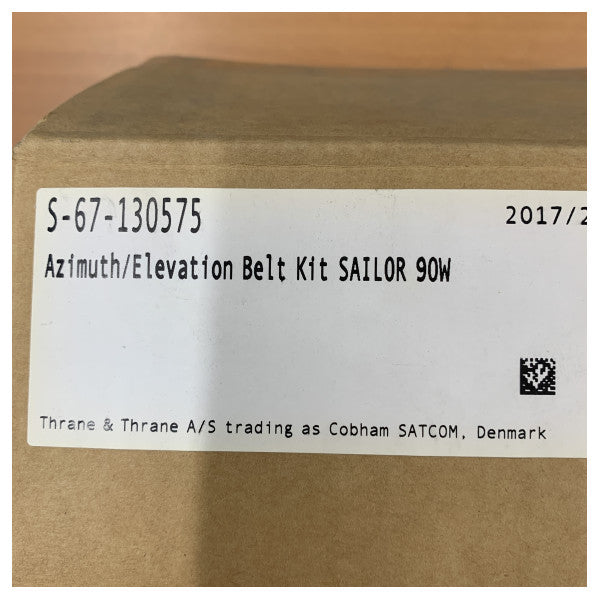 S-67-130575
2017/2
Azimuth/Elevation Belt Kit SAILOR 90W
Thrane & Thrane A/S trading as Cobham SATCOM, Denmark